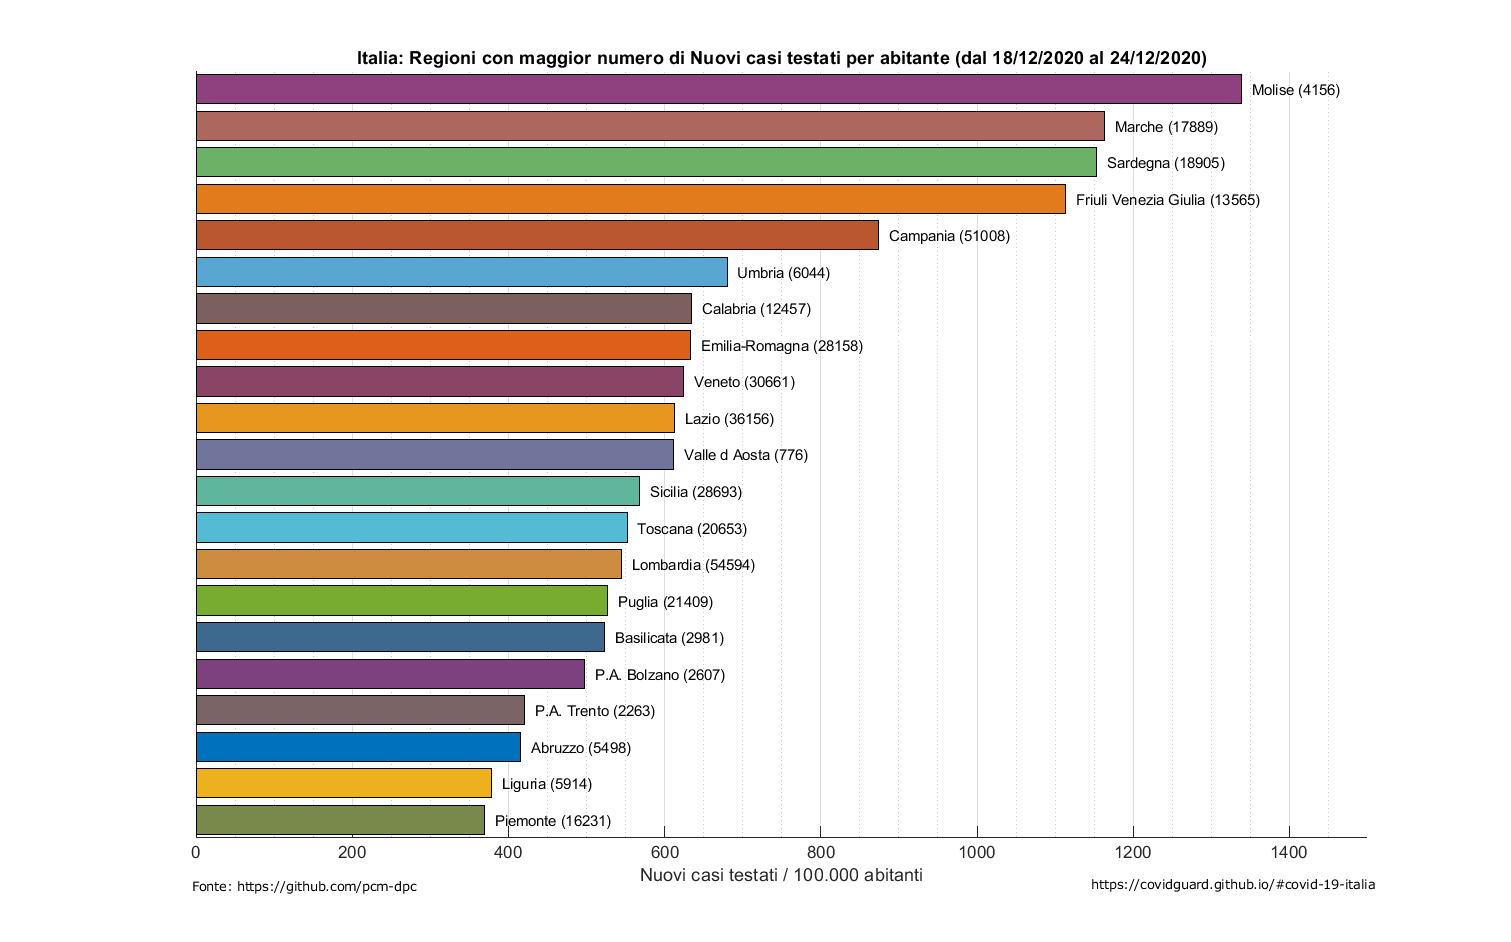 Italia: Regioni con maggior numero di Nuovi casi testati per abitante (dal 18/12/2020 al 24/12/2020)
Molise (4156)
Marche (17889)
Sardegna (18905)
Friuli Venezia Giulia (13565)
Campania (51008)
Umbria (6044)
Calabria (12457)
Emilia-Romagna (28158)
Veneto (30661)
Lazio (36156)
Valle d Aosta (776)
Sicilia (28693)
Toscana (20653)
Lombardia (54594)
Puglia (21409)
Basilicata (2981)
P.A. Bolzano (2607)
P.A. Trento (2263)
Abruzzo (5498)
Liguria (5914)
Piemonte (16231)
0 200 400 600 800 1000 1200 1400
Nuovi casi testati / 100.000 abitanti
Fonte: https://github.com/pcm-dpc
https://covidguard.github.io/#covid-19-italia